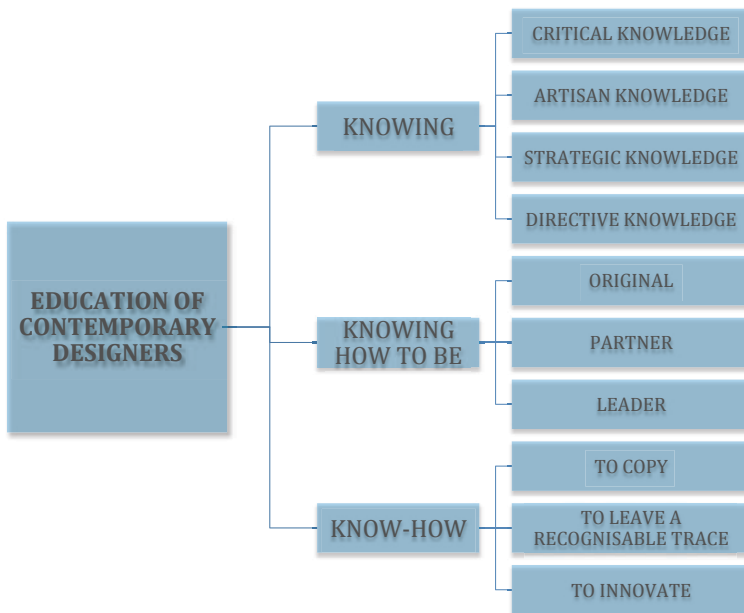 EDUCATION OF
CONTEMPORARY
DESIGNERS
KNOWING
CRITICAL KNOWLEDGE
ARTISAN KNOWLEDGE
STRATEGIC KNOWLEDGE
DIRECTIVE KNOWLEDGE
KNOWING
HOW TO BE
ORIGINAL
PARTNER
LEADER
KNOW-HOW
TO COPY
TO LEAVE A
RECOGNISABLE TRACE
TO INNOVATE